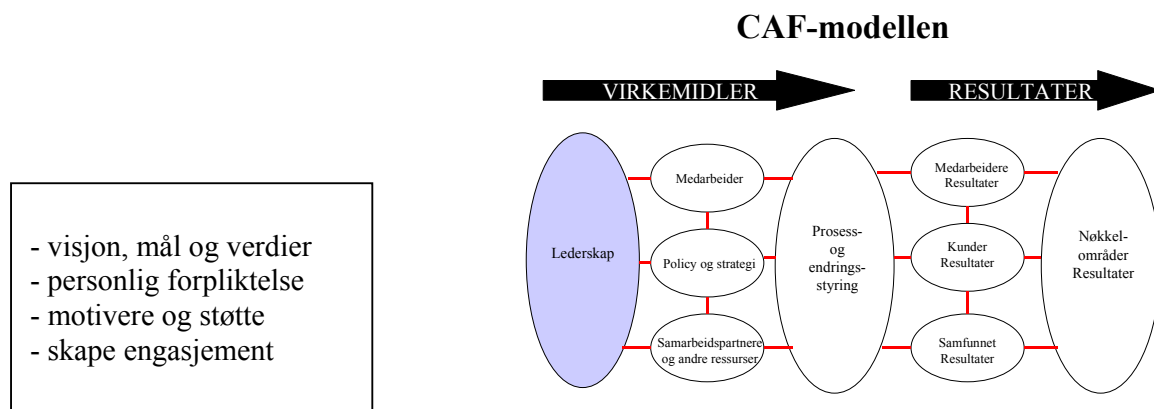 CAF-modellen
VIRKEMIDLER
RESULTATER
- visjon, mål og verdier
- personlig forpliktelse
- motivere og støtte
- skape engasjement
Lederskap
Medarbeider
Policy og strategi
Samarbeidspartnere
og andre ressurser
Prosess-
og
endrings-
styring
Medarbeidere
Resultater
Kunder
Resultater
Samfunnet
Resultater
Nøkkel-
områder
Resultater